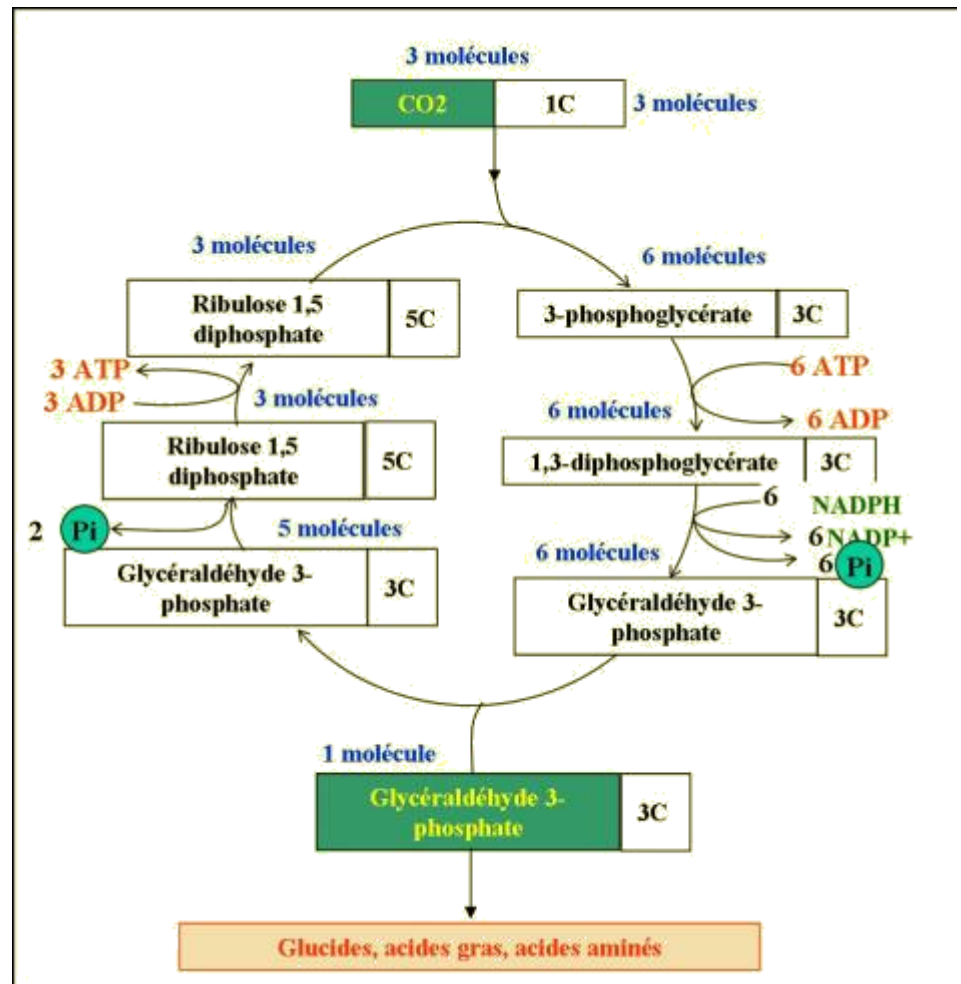 3 molécules
CO2 1C 3 molécules
3 molécules
6 molécules
Ribulose 1,5
diphosphate
5C
3-phosphoglycérate 3C
3 ATP
3 ADP
3 molécules
6 ATP
6 ADP
6 molécules
Ribulose 1,5
diphosphate
5C
1,3-diphosphoglycérate 3C
6 NADPH
6 NADP+
6 Pi
2 Pi
5 molécules
6 molécules
Glycéraldéhyde 3-
phosphate
3C
Glycéraldéhyde 3-
phosphate
3C
1 molécule
Glycéraldéhyde 3-
phosphate
3C
Glucides, acides gras, acides aminés